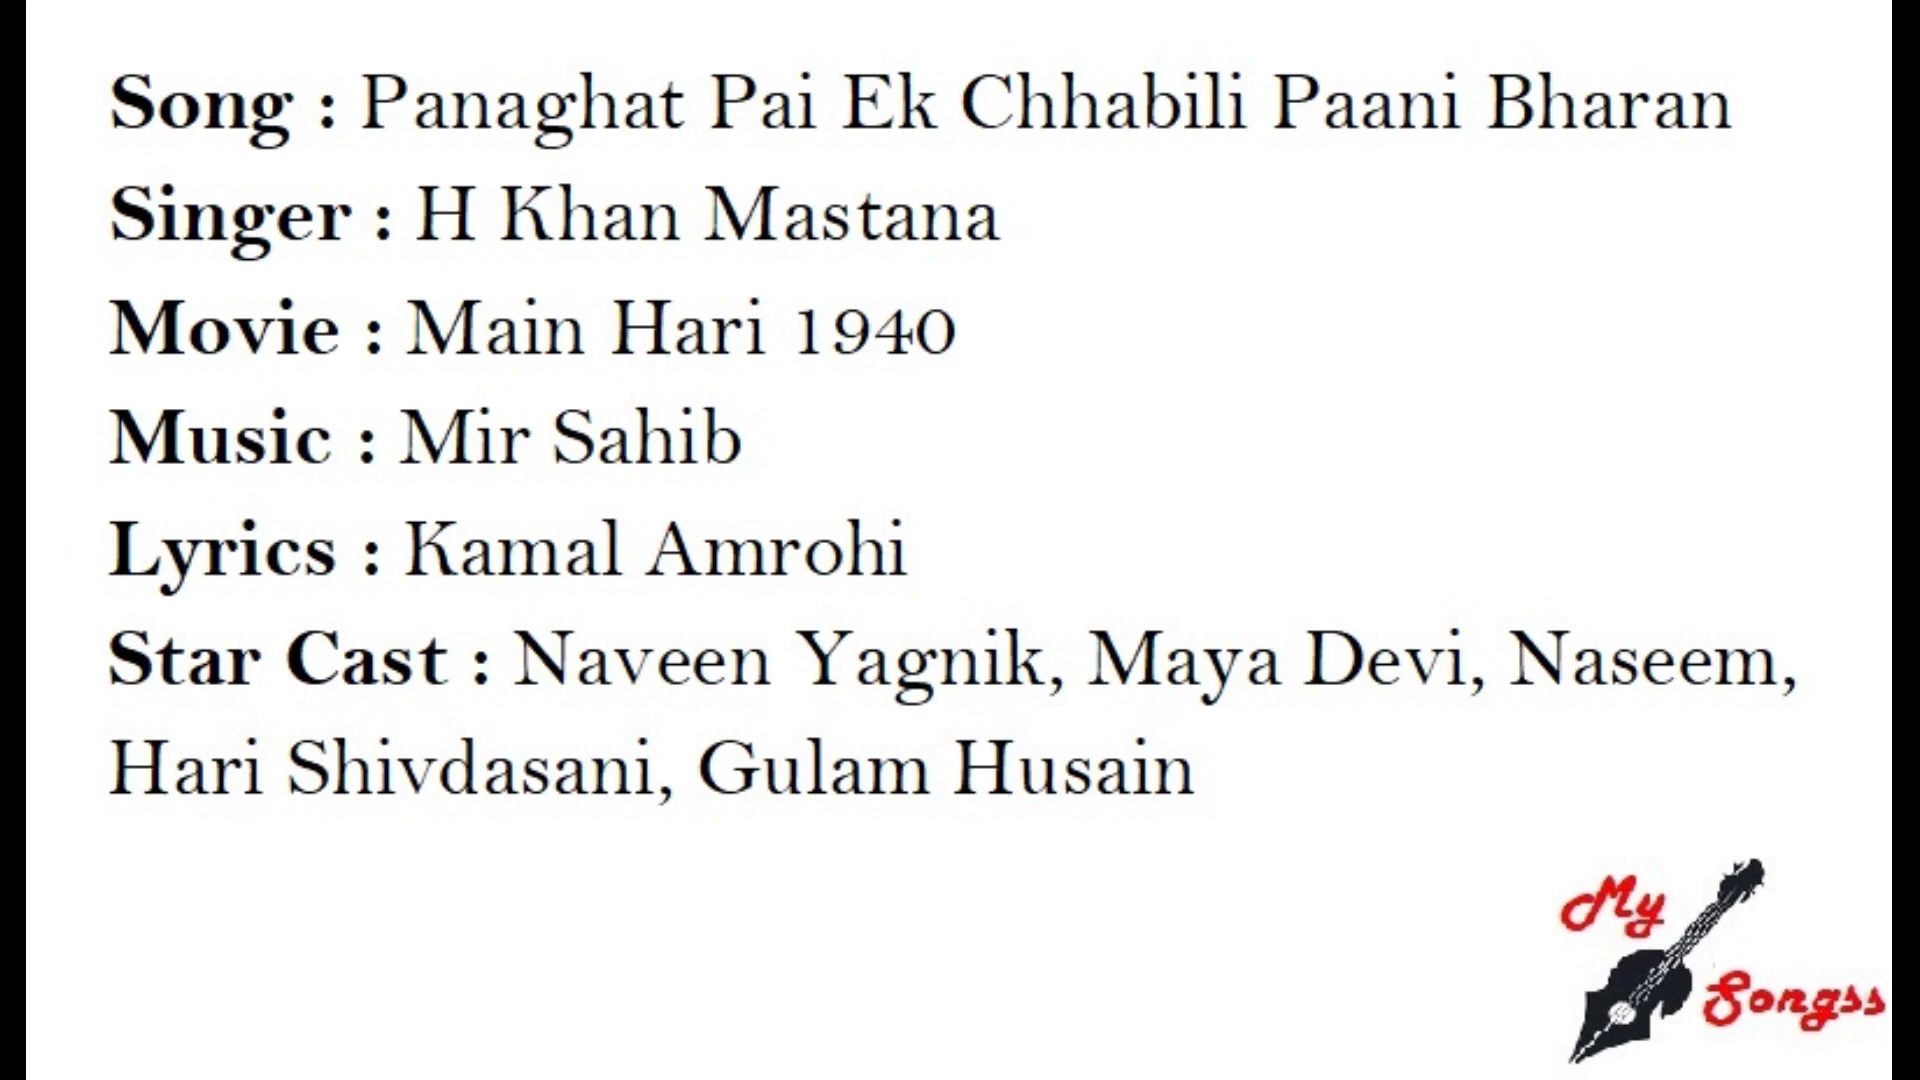 Song : Panaghat Pai Ek Chhabili Paani Bharan
Singer : H Khan Mastana
Movie : Main Hari 1940
Music : Mir Sahib
Lyrics : Kamal Amrohi
Star Cast : Naveen Yagnik, Maya Devi, Naseem,
Hari Shivdasani, Gulam Husain
My
Songss